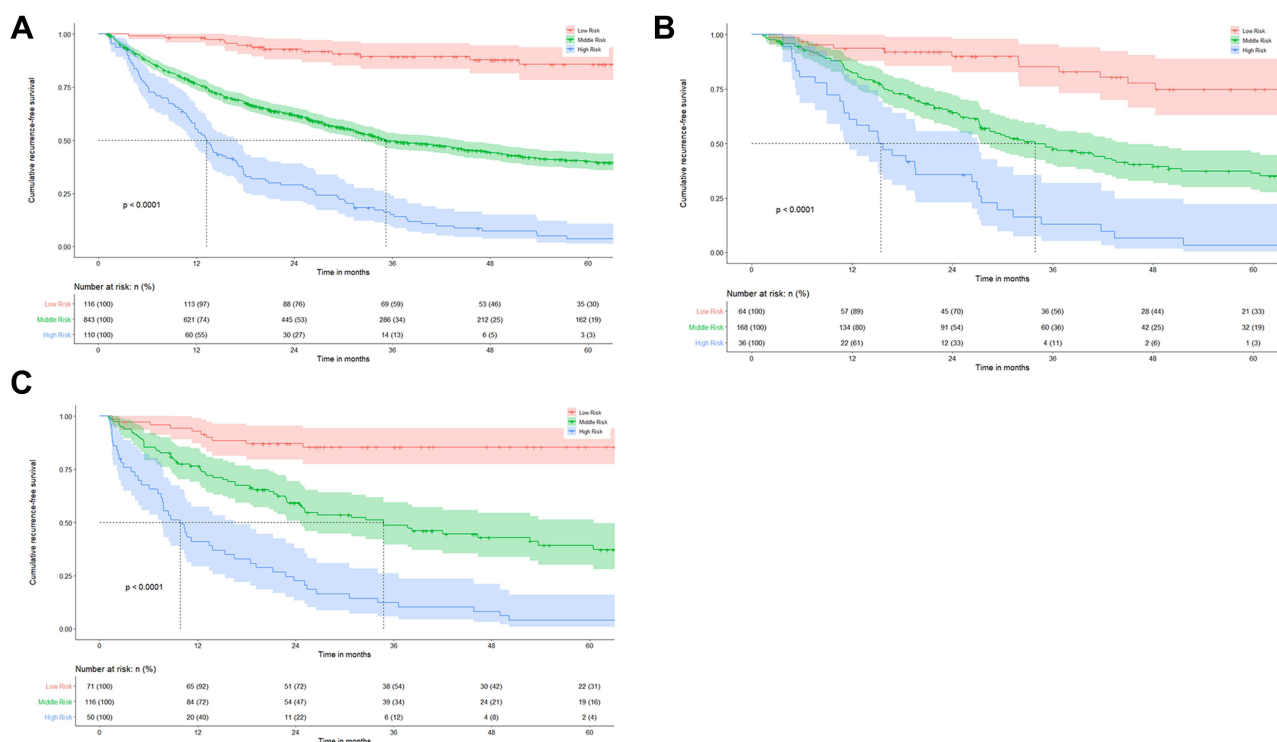 A
Cumulative recurrence-free survival
1.00
0.75
0.50
0.25
0.00
Low Risk
Middle Risk
High Risk
p < 0.0001
0 12 24 36 48 60
Time in months
Number at risk: n (%)
Low Risk 116 (100) 113 (97) 88 (76) 69 (59) 53 (46) 35 (30)
Middle Risk 843 (100) 621 (74) 445 (53) 286 (34) 212 (25) 162 (19)
High Risk 110 (100) 60 (55) 30 (27) 14 (13) 6 (5) 3 (3)
0 12 24 36 48 60
Time in months
B
Cumulative recurrence-free survival
1.00
0.75
0.50
0.25
0.00
Low Risk
Middle Risk
High Risk
p < 0.0001
0 12 24 36 48 60
Time in months
Number at risk: n (%)
Low Risk 64 (100) 57 (89) 45 (70) 36 (56) 28 (44) 21 (33)
Middle Risk 168 (100) 134 (80) 91 (54) 60 (36) 42 (25) 32 (19)
High Risk 36 (100) 22 (61) 12 (33) 4 (11) 2 (6) 1 (3)
0 12 24 36 48 60
Time in months
C
Cumulative recurrence-free survival
1.00
0.75
0.50
0.25
0.00
Low Risk
Middle Risk
High Risk
p < 0.0001
0 12 24 36 48 60
Time in months
Number at risk: n (%)
Low Risk 71 (100) 65 (92) 51 (72) 38 (54) 30 (42) 22 (31)
Middle Risk 116 (100) 84 (72) 54 (47) 39 (34) 24 (21) 19 (16)
High Risk 50 (100) 20 (40) 11 (22) 6 (12) 4 (8) 2 (4)
0 12 24 36 48 60
Time in months